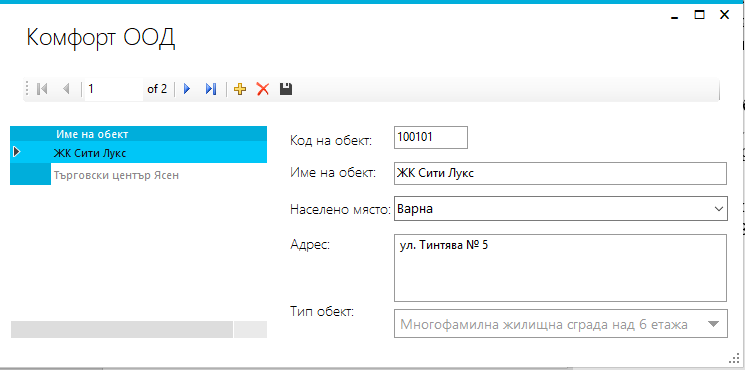 Комфорт ООД
1 of 2
Име на обект
ЖК Сити Лукс
Търговски център Ясен
Код на обект: 100101
Име на обект: ЖК Сити Лукс
Населено място: Варна
Адрес: ул. Тинтява № 5
Тип обект: Многофамилна жилищна сграда над 6 етажа